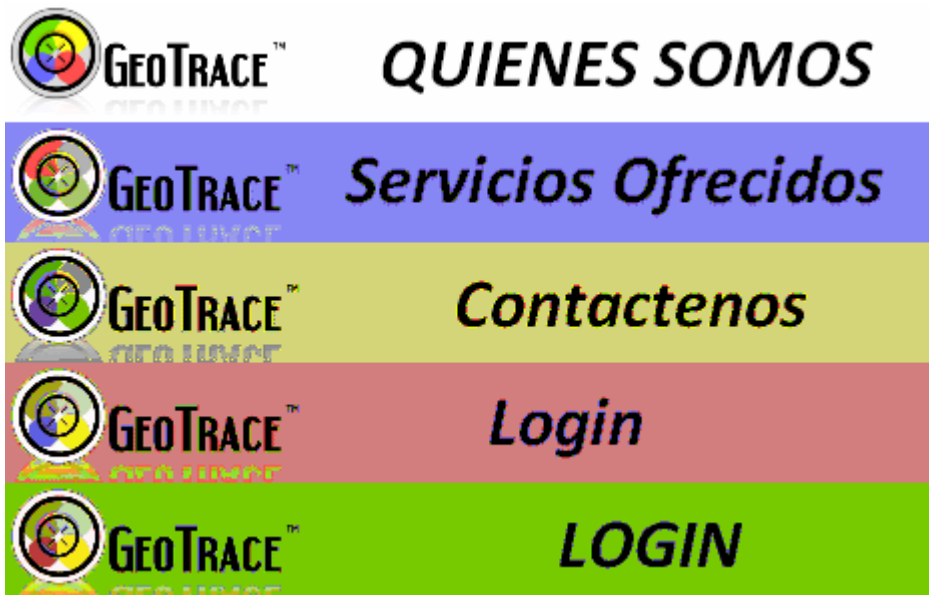 GEOTRACE™ QUIENES SOMOS
GEOTRACE™ Servicios Ofrecidos
GEOTRACE™ Contactenos
GEOTRACE™ Login
GEOTRACE™ LOGIN